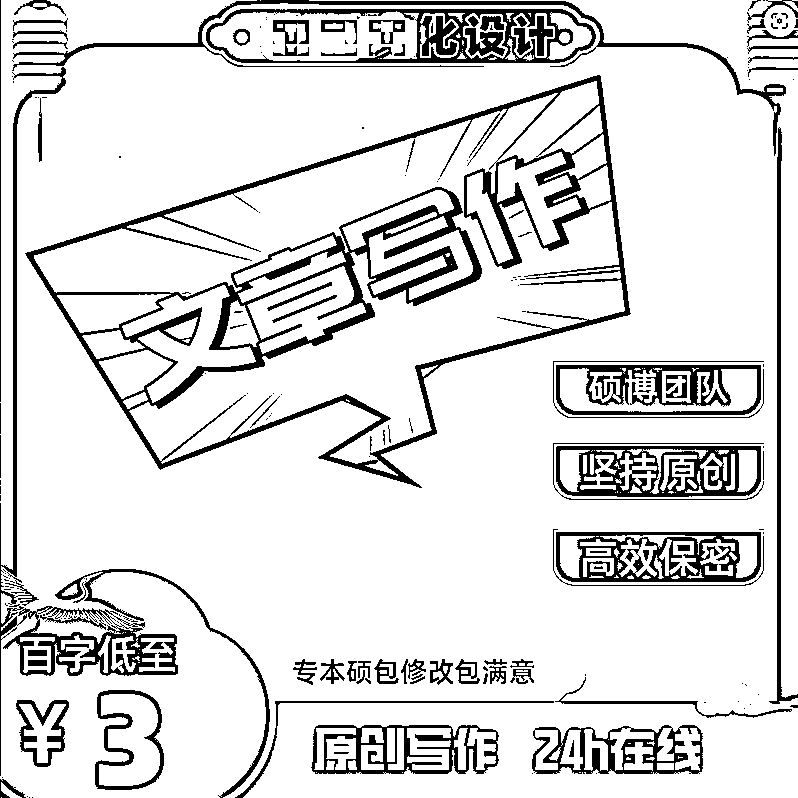 化设计
文章写作
硕博团队
坚持原创
高效保密
百字低至
¥3
专本硕包修改包满意
原创写作 24h在线